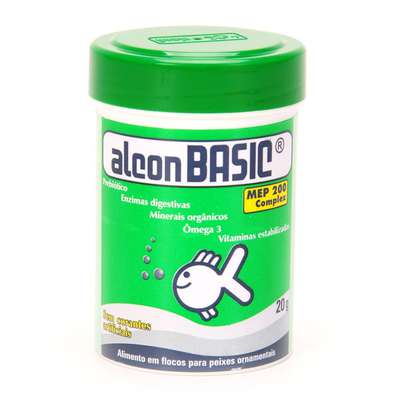 alcon BASIC®
MEP 200
Complex
Prebiótico
Enzimas digestivas
Minerais orgânicos
Ômega 3
Vitaminas estabilizadas
20 g
Sem corantes
artificiais
Alimento em flocos para peixes ornamentais